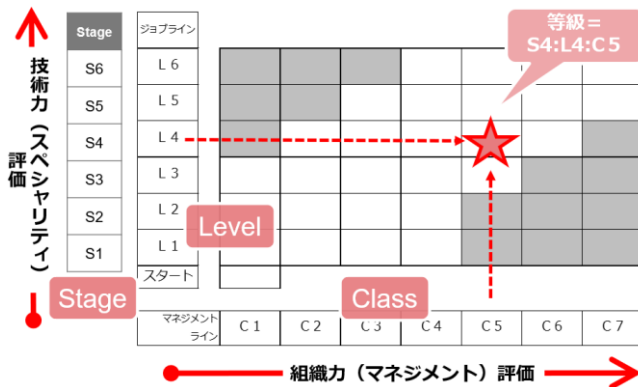 等級＝
S4:L4:C5
技術力（スペシャリティ）
評価
Stage
S6
S5
S4
S3
S2
S1
ジョブライン
L 6
L 5
L 4
L 3
L 2
L 1
スタート
Level
Stage
Class
マネジメント
ライン
C 1
C 2
C 3
C 4
C 5
C 6
C 7
組織力（マネジメント）評価